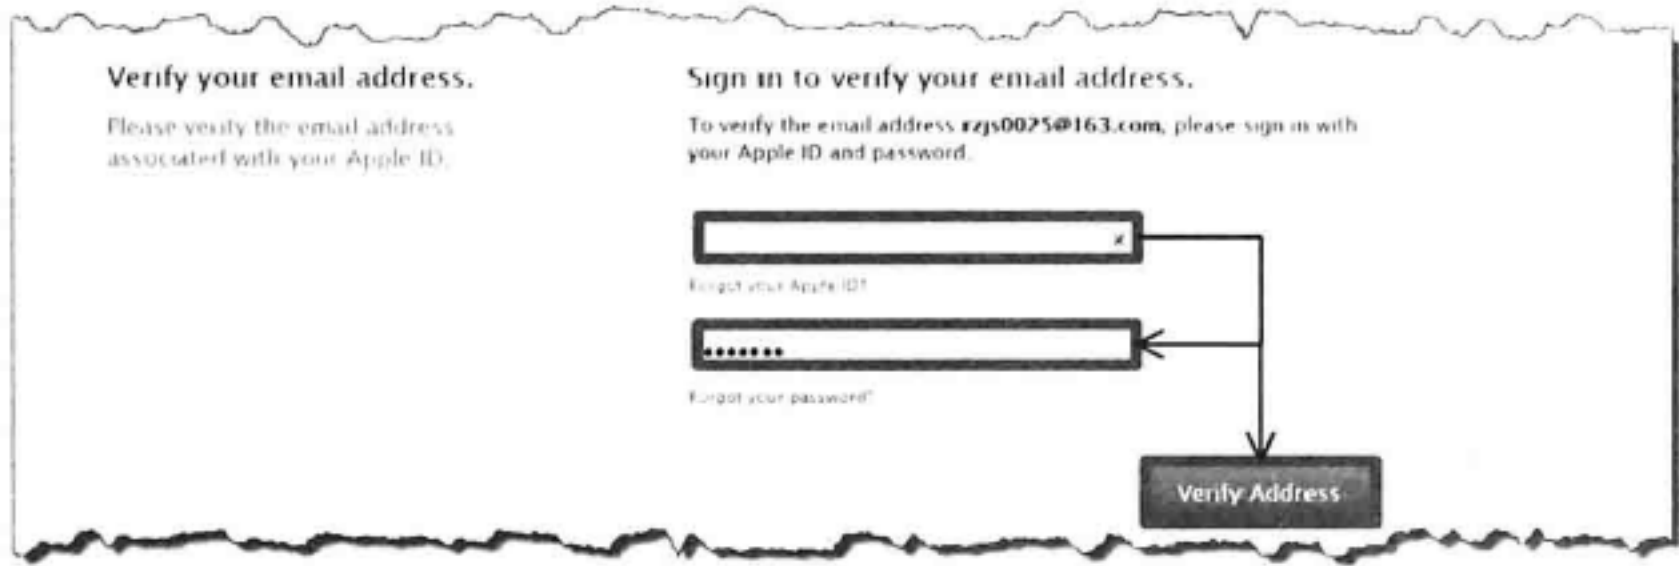 Verify your email address.
Please verify the email address
associated with your Apple ID.
Sign in to verify your email address.
To verify the email address rzjs0025@163.com, please sign in with
your Apple ID and password.
Forgot your Apple ID?
•••••••
Forgot your password?
Verify Address